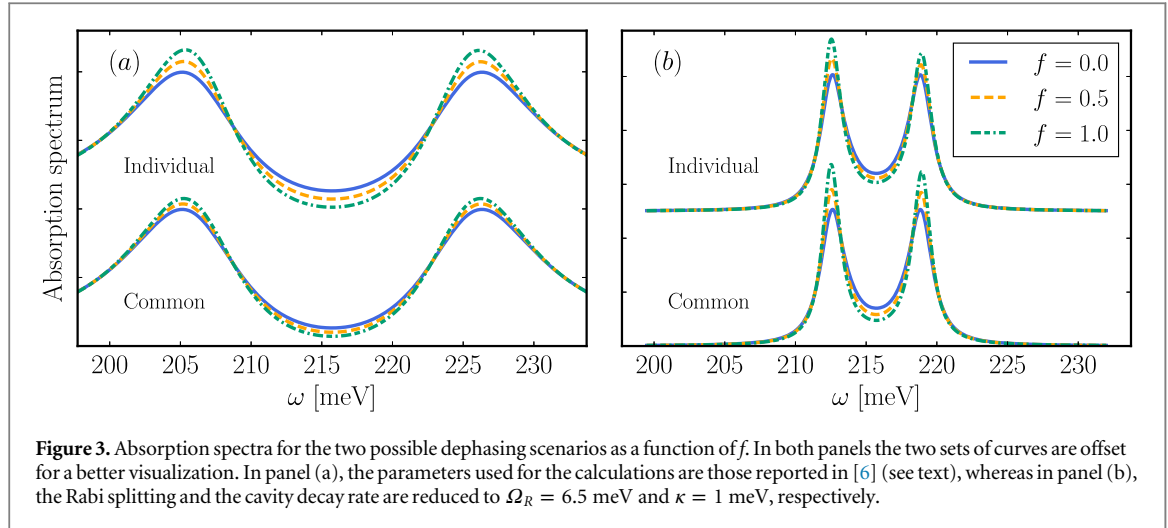 Absorption spectrum
(a)
Individual
Common
200 205 210 215 220 225 230
ω [meV]
(b)
f = 0.0
f = 0.5
f = 1.0
Individual
Common
200 205 210 215 220 225 230
ω [meV]
Figure 3. Absorption spectra for the two possible dephasing scenarios as a function of f. In both panels the two sets of curves are offset
for a better visualization. In panel (a), the parameters used for the calculations are those reported in [6] (see text), whereas in panel (b),
the Rabi splitting and the cavity decay rate are reduced to Ω_R = 6.5 meV and κ = 1 meV, respectively.